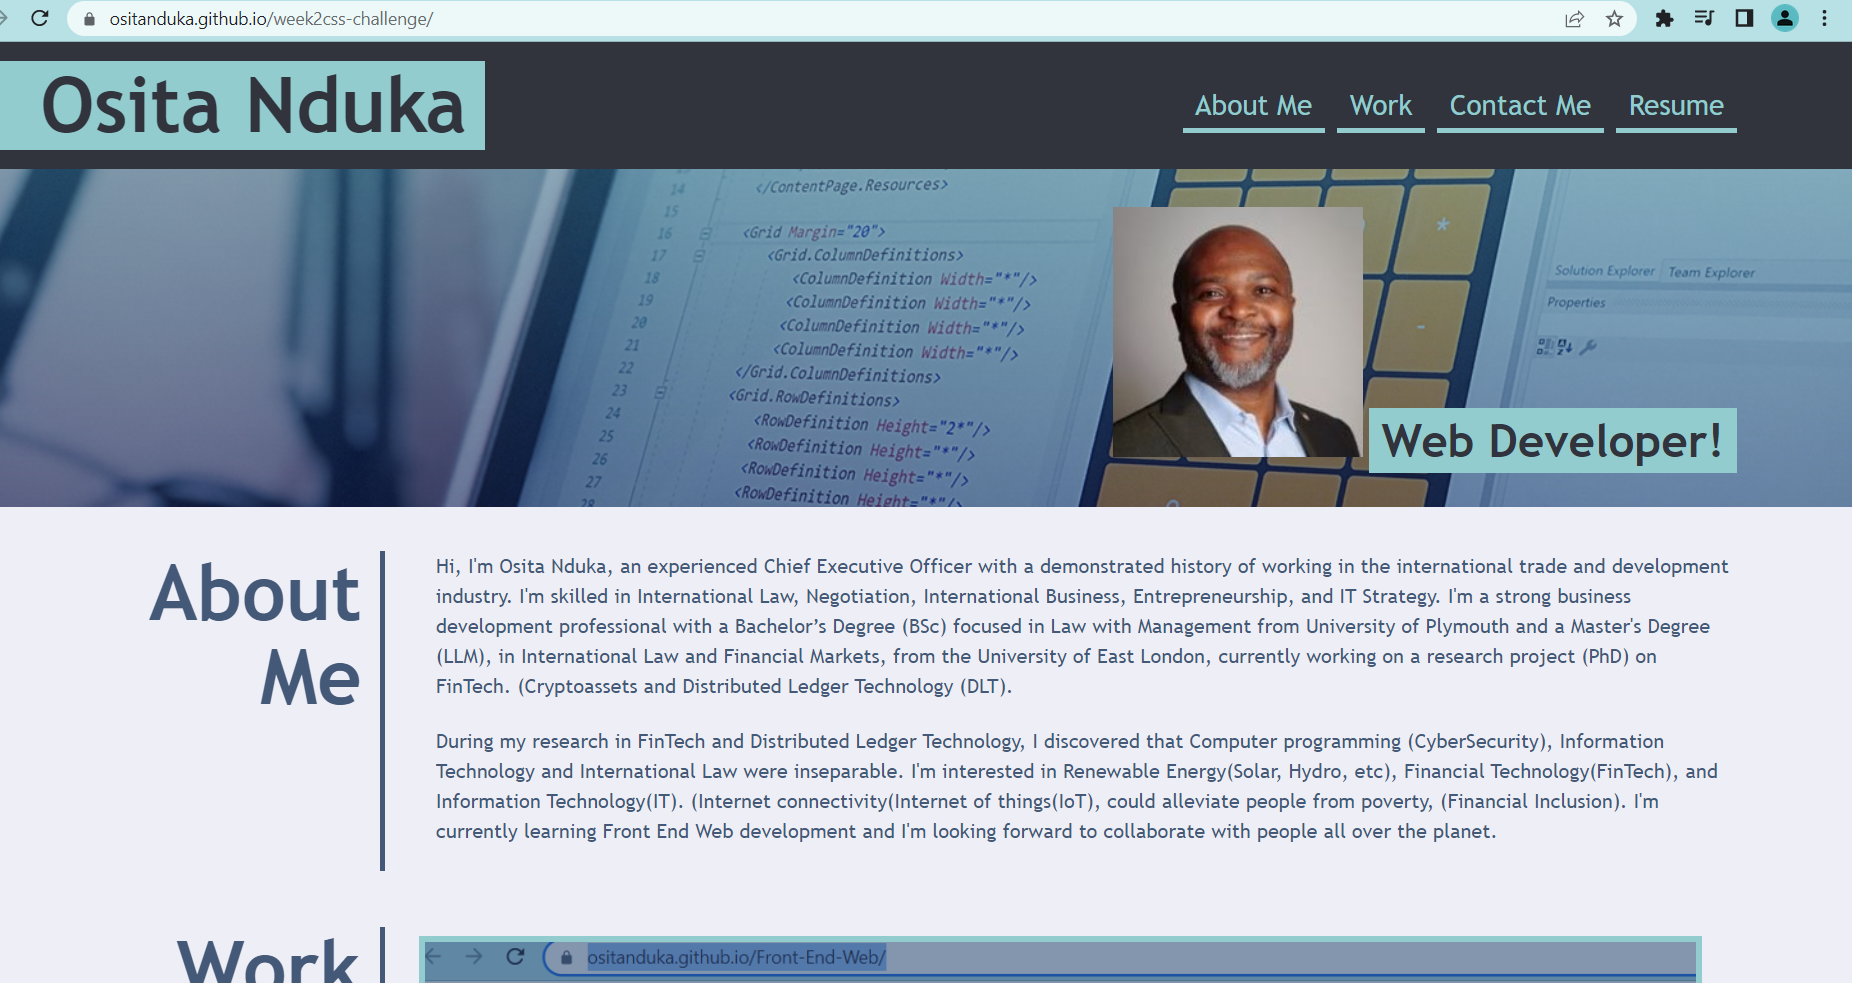 ositanduka.github.io/week2css-challenge/
Osita Nduka
About Me
Work
Contact Me
Resume
14 </ContentPage.Resources>
15
16 <Grid Margin="20">
17 <Grid.ColumnDefinitions>
18 <ColumnDefinition Width="*"/>
19 <ColumnDefinition Width="*"/>
20 <ColumnDefinition Width="*"/>
21 <ColumnDefinition Width="*"/>
22 </Grid.ColumnDefinitions>
23 <Grid.RowDefinitions>
24 <RowDefinition Height="2*"/>
25 <RowDefinition Height="*"/>
26 <RowDefinition Height="*"/>
27 <RowDefinition Height="*"/>
28
*
-
Solution Explorer Team Explorer
Properties
Web Developer!
About
Me
Hi, I'm Osita Nduka, an experienced Chief Executive Officer with a demonstrated history of working in the international trade and development
industry. I'm skilled in International Law, Negotiation, International Business, Entrepreneurship, and IT Strategy. I'm a strong business
development professional with a Bachelor’s Degree (BSc) focused in Law with Management from University of Plymouth and a Master's Degree
(LLM), in International Law and Financial Markets, from the University of East London, currently working on a research project (PhD) on
FinTech. (Cryptoassets and Distributed Ledger Technology (DLT).
During my research in FinTech and Distributed Ledger Technology, I discovered that Computer programming (CyberSecurity), Information
Technology and International Law were inseparable. I'm interested in Renewable Energy(Solar, Hydro, etc), Financial Technology(FinTech), and
Information Technology(IT). (Internet connectivity(Internet of things(IoT), could alleviate people from poverty, (Financial Inclusion). I'm
currently learning Front End Web development and I'm looking forward to collaborate with people all over the planet.
Work
ositanduka.github.io/Front-End-Web/